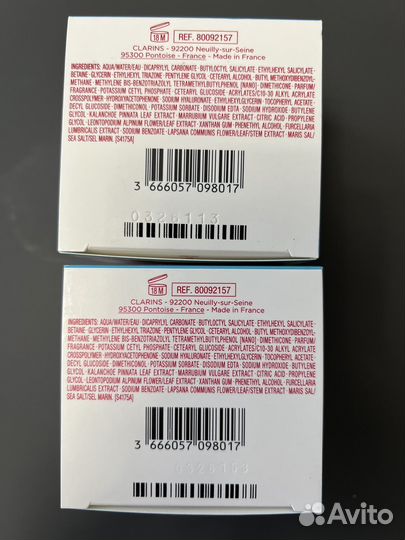 18 M
REF. 80092157
CLARINS - 92200 Neuilly-sur-Seine
95300 Pontoise - France - Made in France
INGREDIENTS: AQUA/WATER/EAU · DICAPRYLYL CARBONATE · BUTYLOCTYL SALICYLATE · ETHYLHEXYL SALICYLATE ·
BETAINE · GLYCERIN · ETHYLHEXYL TRIAZONE · PENTYLENE GLYCOL · CETEARYL ALCOHOL · BUTYL METHOXYDIBENZOYL-
METHANE · METHYLENE BIS-BENZOTRIAZOLYL TETRAMETHYLBUTYLPHENOL [NANO] · DIMETHICONE · PARFUM/
FRAGRANCE · POTASSIUM CETYL PHOSPHATE · CETEARYL GLUCOSIDE · ACRYLATES/C10-30 ALKYL ACRYLATE
CROSSPOLYMER · HYDROXYACETOPHENONE · SODIUM HYALURONATE · ETHYLHEXYLGLYCERIN · TOCOPHERYL ACETATE ·
DECYL GLUCOSIDE · DIMETHICONOL · POTASSIUM SORBATE · DISODIUM EDTA · SODIUM HYDROXIDE · BUTYLENE
GLYCOL · KALANCHOE PINNATA LEAF EXTRACT · MARRUBIUM VULGARE EXTRACT · CITRIC ACID · PROPYLENE
GLYCOL · LEONTOPODIUM ALPINUM FLOWER/LEAF EXTRACT · XANTHAN GUM · PHENETHYL ALCOHOL · FURCELLARIA
LUMBRICALIS EXTRACT · SODIUM BENZOATE · LAPSANA COMMUNIS FLOWER/LEAF/STEM EXTRACT · MARIS SAL/
SEA SALT/SEL MARIN. [S4175A]
3 666057 098017
0326113
18 M
REF. 80092157
CLARINS - 92200 Neuilly-sur-Seine
95300 Pontoise - France - Made in France
INGREDIENTS: AQUA/WATER/EAU · DICAPRYLYL CARBONATE · BUTYLOCTYL SALICYLATE · ETHYLHEXYL SALICYLATE ·
BETAINE · GLYCERIN · ETHYLHEXYL TRIAZONE · PENTYLENE GLYCOL · CETEARYL ALCOHOL · BUTYL METHOXYDIBENZOYL-
METHANE · METHYLENE BIS-BENZOTRIAZOLYL TETRAMETHYLBUTYLPHENOL [NANO] · DIMETHICONE · PARFUM/
FRAGRANCE · POTASSIUM CETYL PHOSPHATE · CETEARYL GLUCOSIDE · ACRYLATES/C10-30 ALKYL ACRYLATE
CROSSPOLYMER · HYDROXYACETOPHENONE · SODIUM HYALURONATE · ETHYLHEXYLGLYCERIN · TOCOPHERYL ACETATE ·
DECYL GLUCOSIDE · DIMETHICONOL · POTASSIUM SORBATE · DISODIUM EDTA · SODIUM HYDROXIDE · BUTYLENE
GLYCOL · KALANCHOE PINNATA LEAF EXTRACT · MARRUBIUM VULGARE EXTRACT · CITRIC ACID · PROPYLENE
GLYCOL · LEONTOPODIUM ALPINUM FLOWER/LEAF EXTRACT · XANTHAN GUM · PHENETHYL ALCOHOL · FURCELLARIA
LUMBRICALIS EXTRACT · SODIUM BENZOATE · LAPSANA COMMUNIS FLOWER/LEAF/STEM EXTRACT · MARIS SAL/
SEA SALT/SEL MARIN. [S4175A]
3 666057 098017
Avito